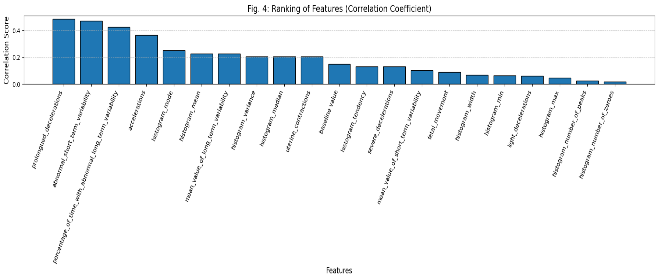 Fig. 4: Ranking of Features (Correlation Coefficient)
Correlation Score
0.4
0.2
0.0
prolongued_decelerations
abnormal_short_term_variability
percentage_of_time_with_abnormal_long_term_variability
accelerations
histogram_mode
histogram_mean
mean_value_of_long_term_variability
histogram_variance
histogram_median
uterine_contractions
baseline value
histogram_tendency
severe_decelerations
mean_value_of_short_term_variability
fetal_movement
histogram_width
histogram_min
light_decelerations
histogram_max
histogram_number_of_peaks
histogram_number_of_zeroes
Features